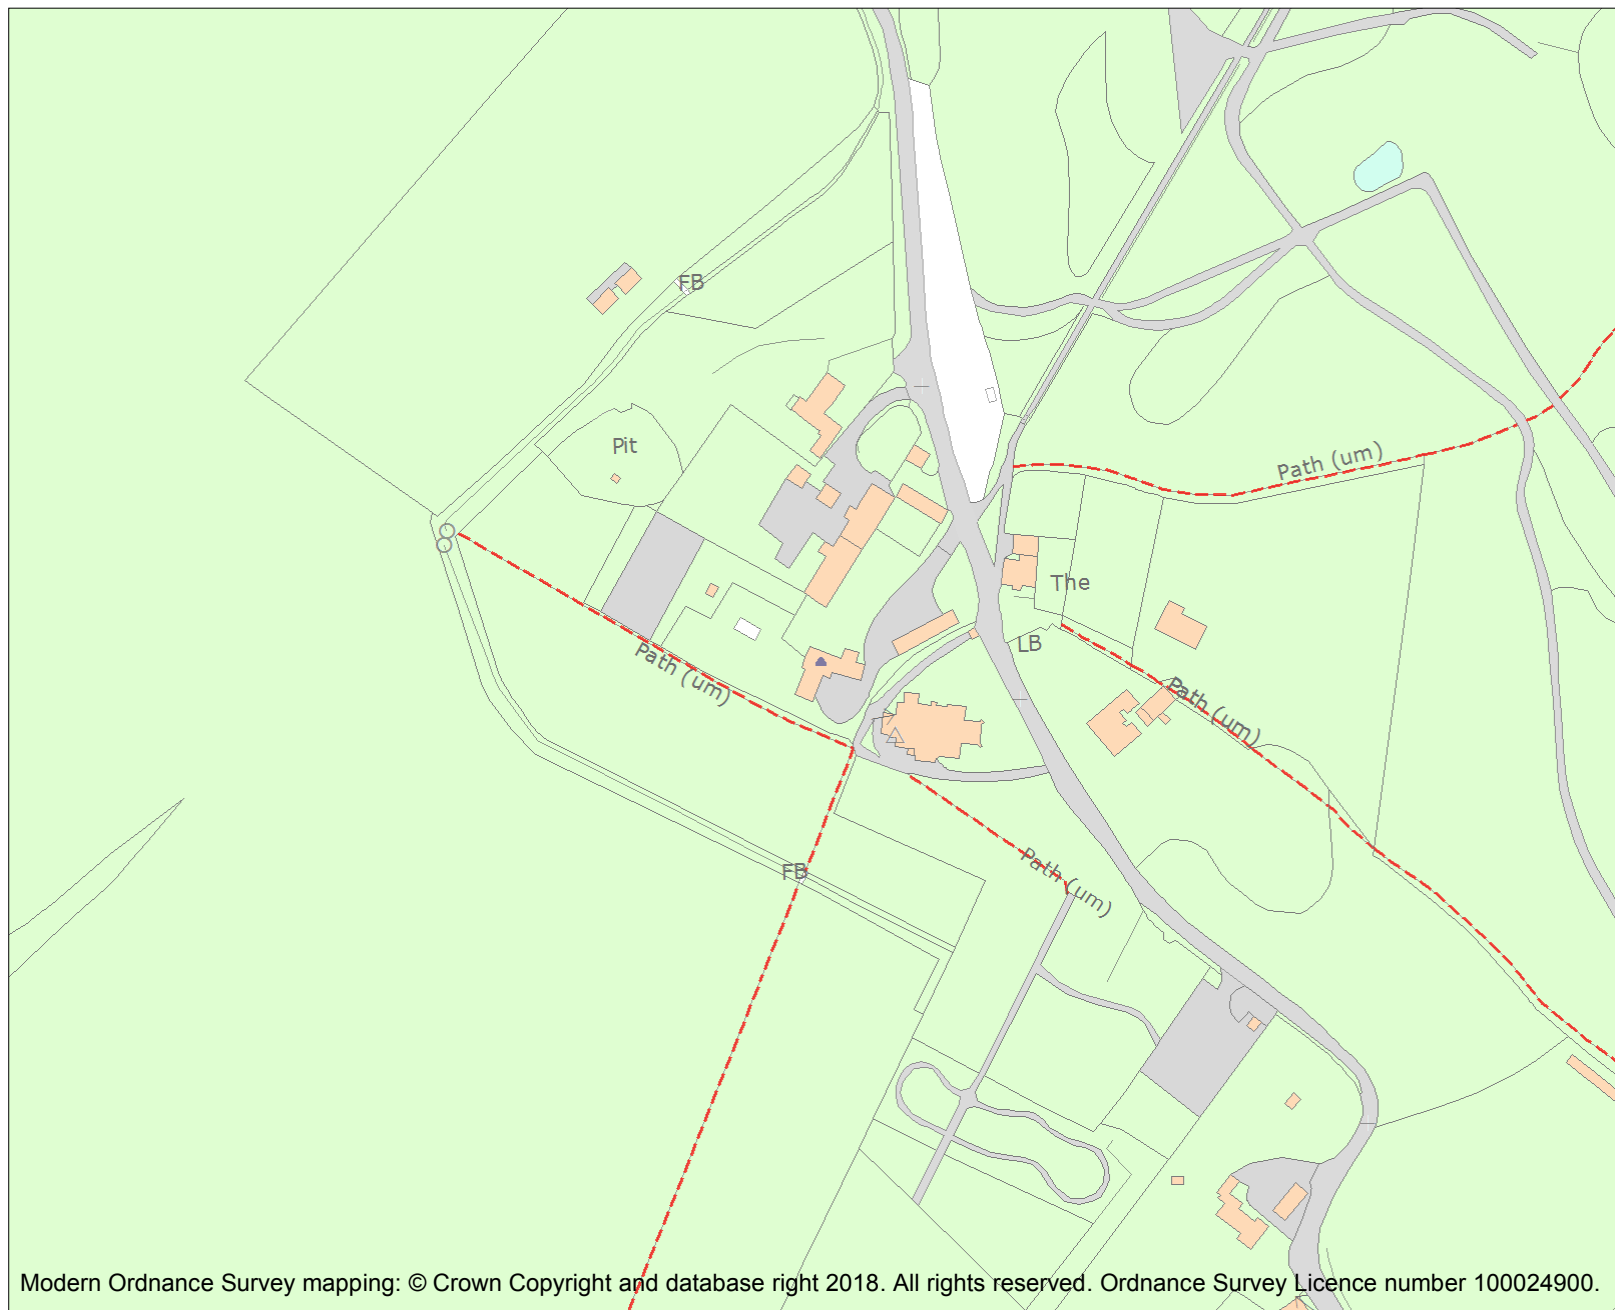 FB
Pit
Path (um)
The
LB
Path (um)
Path (um)
FB
Path (um)
Modern Ordnance Survey mapping: © Crown Copyright and database right 2018. All rights reserved. Ordnance Survey Licence number 100024900.